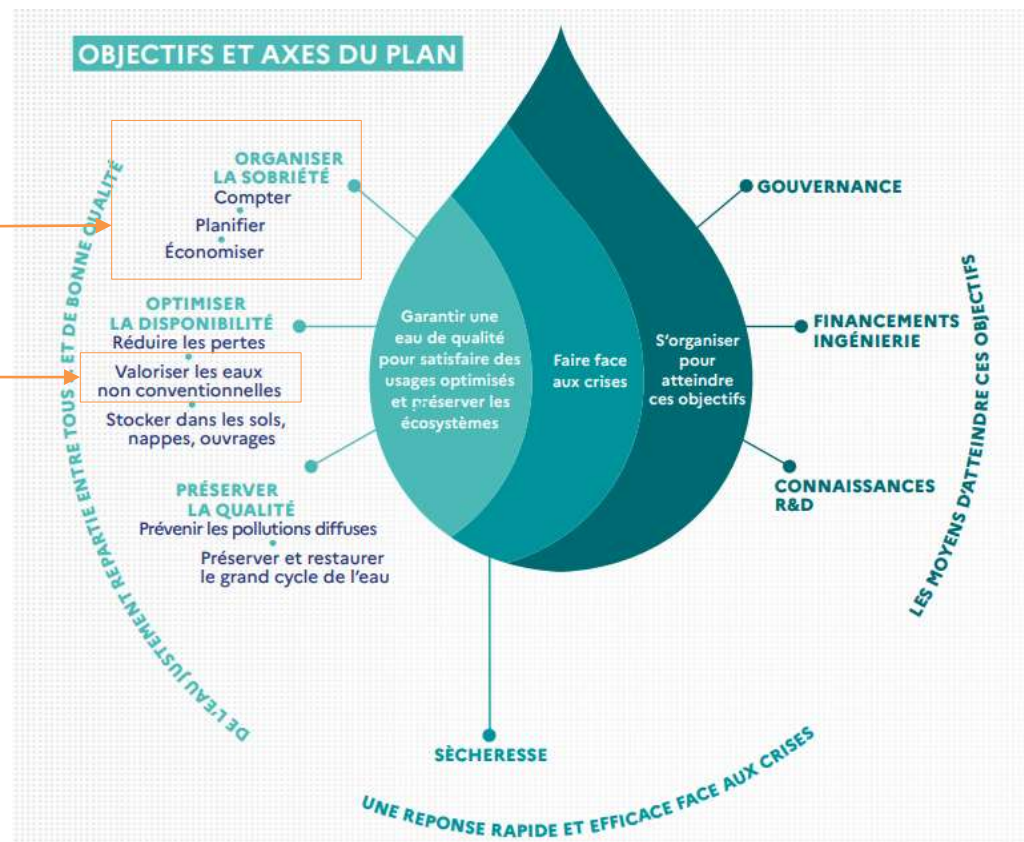 OBJECTIFS ET AXES DU PLAN
ORGANISER
LA SOBRIÉTÉ
Compter
Planifier
Économiser
OPTIMISER
LA DISPONIBILITÉ
Réduire les pertes
Valoriser les eaux
non conventionnelles
Stocker dans les sols,
nappes, ouvrages
PRÉSERVER
LA QUALITÉ
Prévenir les pollutions diffuses
Préserver et restaurer
le grand cycle de l'eau
DE L'EAU JUSTEMENT REPARTIE ENTRE TOUS ET DE BONNE QUALITÉ
Garantir une
eau de qualité
pour satisfaire des
usages optimisés
et préserver les
écosystèmes
Faire face
aux crises
S'organiser
pour
atteindre
ces objectifs
GOUVERNANCE
FINANCEMENTS
INGÉNIERIE
CONNAISSANCES
R&D
LES MOYENS D'ATTEINDRE CES OBJECTIFS
SÈCHERESSE
UNE REPONSE RAPIDE ET EFFICACE FACE AUX CRISES